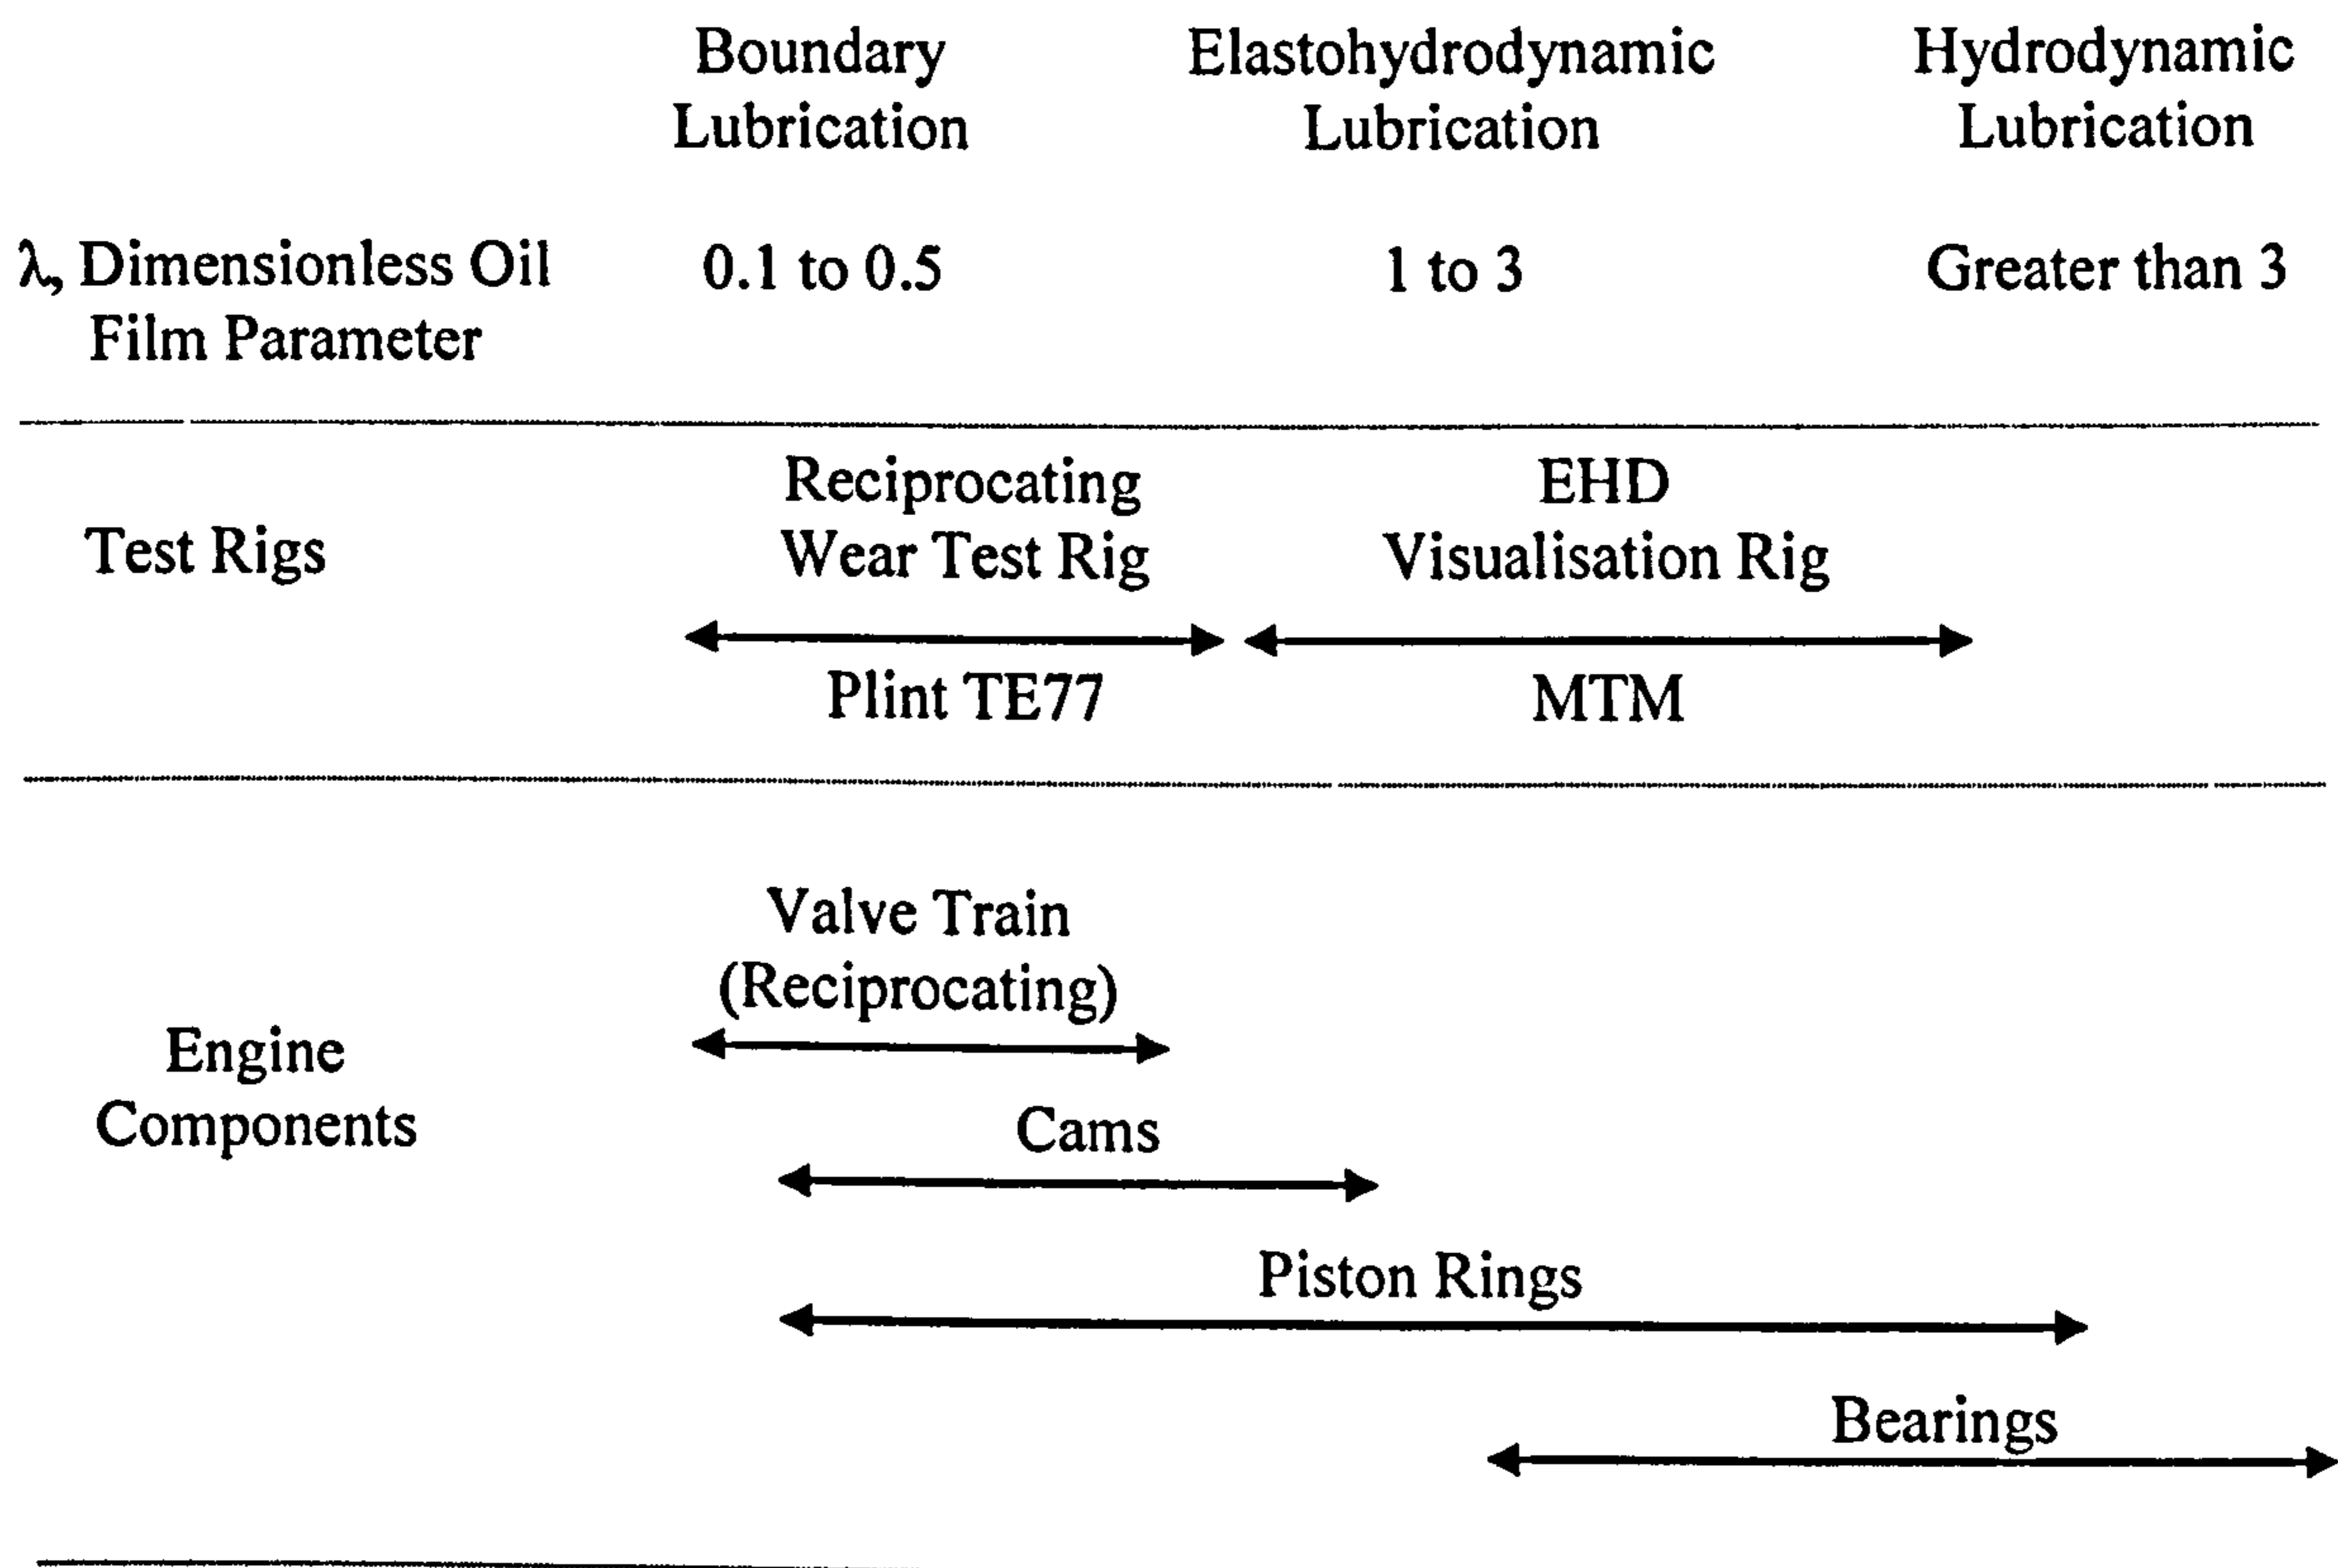 Boundary
Lubrication
Elastohydrodynamic
Lubrication
Hydrodynamic
Lubrication
λ, Dimensionless Oil
Film Parameter
0.1 to 0.5
1 to 3
Greater than 3
Test Rigs
Reciprocating
Wear Test Rig
EHD
Visualisation Rig
Plint TE77
MTM
Engine
Components
Valve Train
(Reciprocating)
Cams
Piston Rings
Bearings